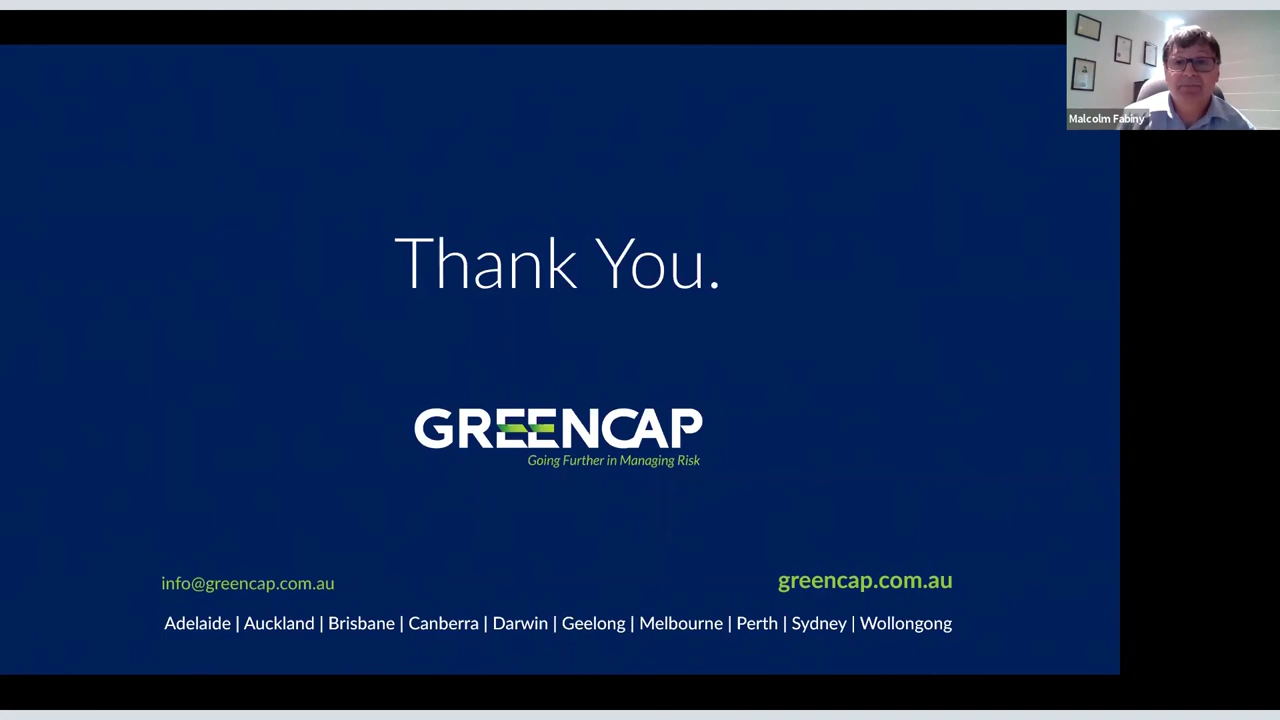 Malcolm Fabiny
Thank You.
GREENCAP
Going Further in Managing Risk
info@greencap.com.au
greencap.com.au
Adelaide | Auckland | Brisbane | Canberra | Darwin | Geelong | Melbourne | Perth | Sydney | Wollongong